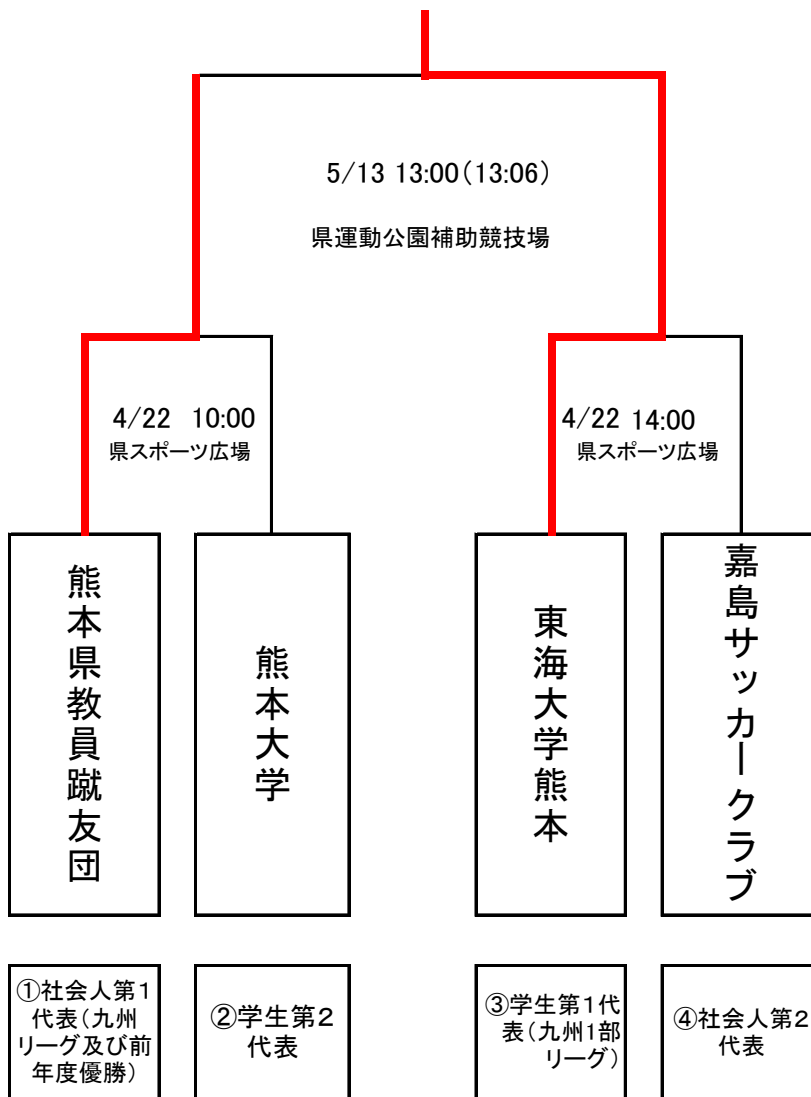 5/13 13:00(13:06)
県運動公園補助競技場
4/22 10:00
県スポーツ広場
4/22 14:00
県スポーツ広場
熊本県教員蹴友団
熊本大学
東海大学熊本
嘉島サッカークラブ
①社会人第1
代表(九州
リーグ及び前
年度優勝)
②学生第2
代表
③学生第1代
表(九州1部
リーグ)
④社会人第2
代表